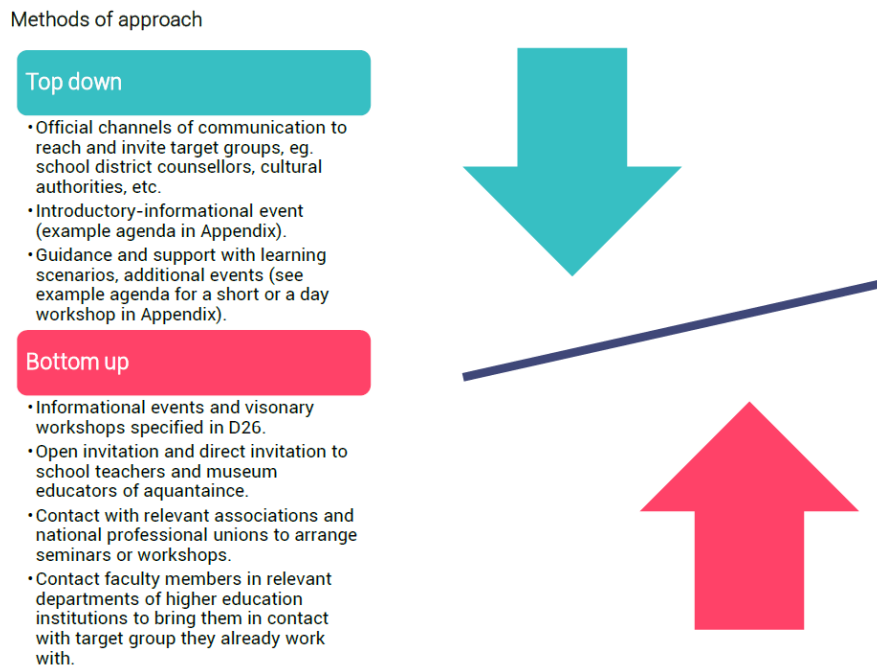 Methods of approach
Top down
•Official channels of communication to
reach and invite target groups, eg.
school district counsellors, cultural
authorities, etc.
•Introductory-informational event
(example agenda in Appendix).
•Guidance and support with learning
scenarios, additional events (see
example agenda for a short or a day
workshop in Appendix).
Bottom up
•Informational events and visonary
workshops specified in D26.
•Open invitation and direct invitation to
school teachers and museum
educators of aquantaince.
•Contact with relevant associations and
national professional unions to arrange
seminars or workshops.
•Contact faculty members in relevant
departments of higher education
institutions to bring them in contact
with target group they already work
with.